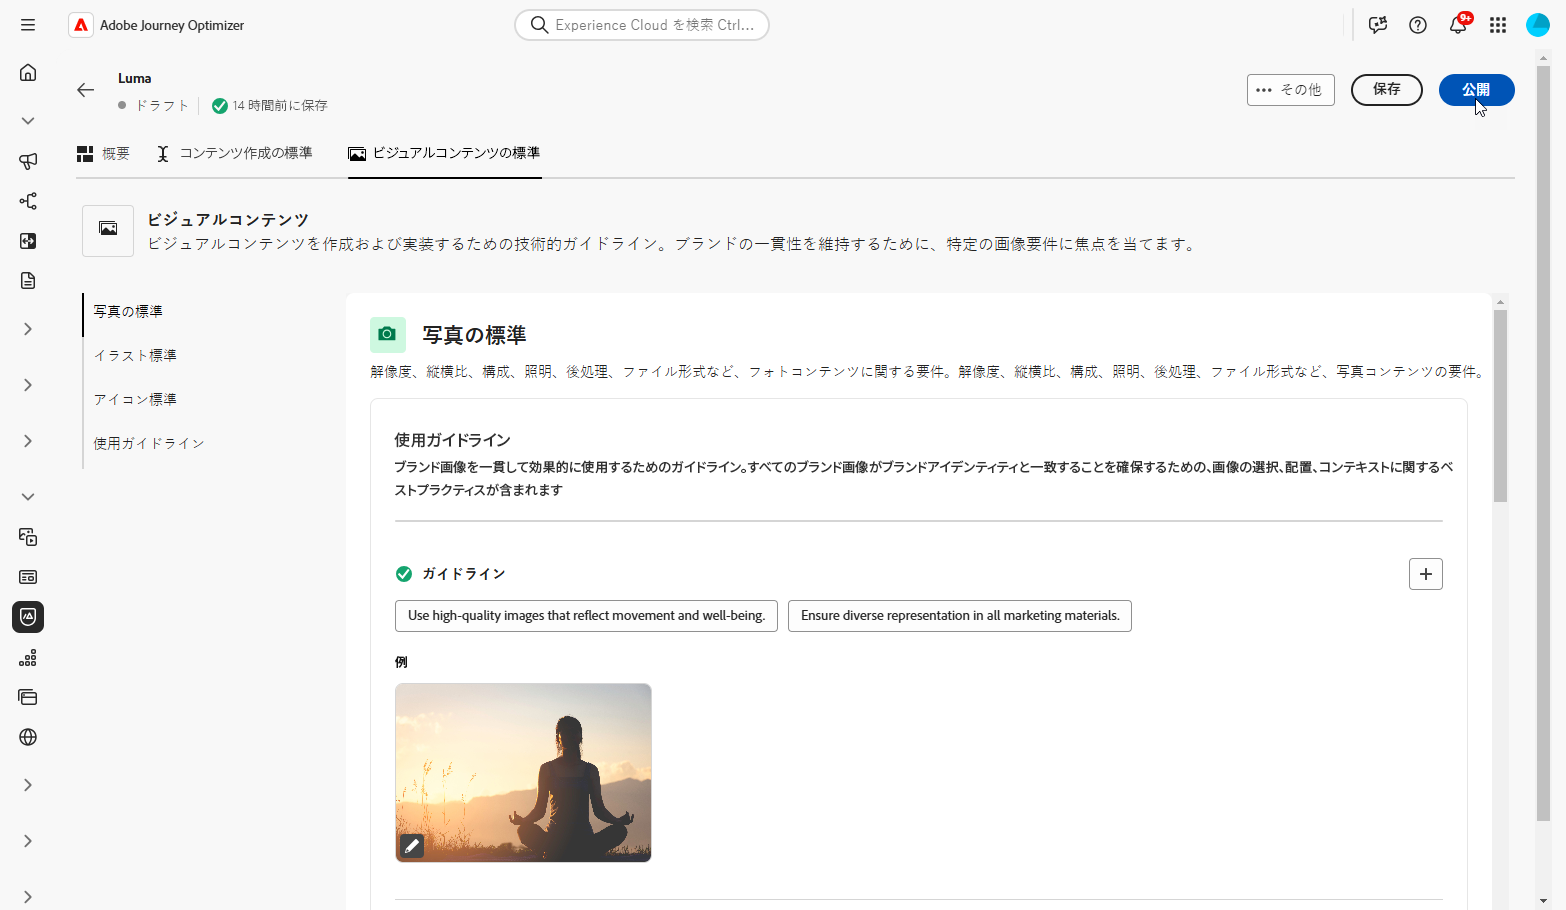 Adobe Journey Optimizer
Experience Cloud を検索 Ctrl...
9+
Luma
ドラフト
14 時間前に保存
その他
保存
公開
概要
コンテンツ作成の標準
ビジュアルコンテンツの標準
ビジュアルコンテンツ
ビジュアルコンテンツを作成および実装するための技術的ガイドライン。ブランドの一貫性を維持するために、特定の画像要件に焦点を当てます。
写真の標準
イラスト標準
アイコン標準
使用ガイドライン
写真の標準
解像度、縦横比、構成、照明、後処理、ファイル形式など、フォトコンテンツに関する要件。解像度、縦横比、構成、照明、後処理、ファイル形式など、写真コンテンツの要件。
使用ガイドライン
ブランド画像を一貫して効果的に使用するためのガイドライン。すべてのブランド画像がブランドアイデンティティと一致することを確保するための、画像の選択、配置、コンテキストに関するベ
ストプラクティスが含まれます
ガイドライン
Use high-quality images that reflect movement and well-being.
Ensure diverse representation in all marketing materials.
例